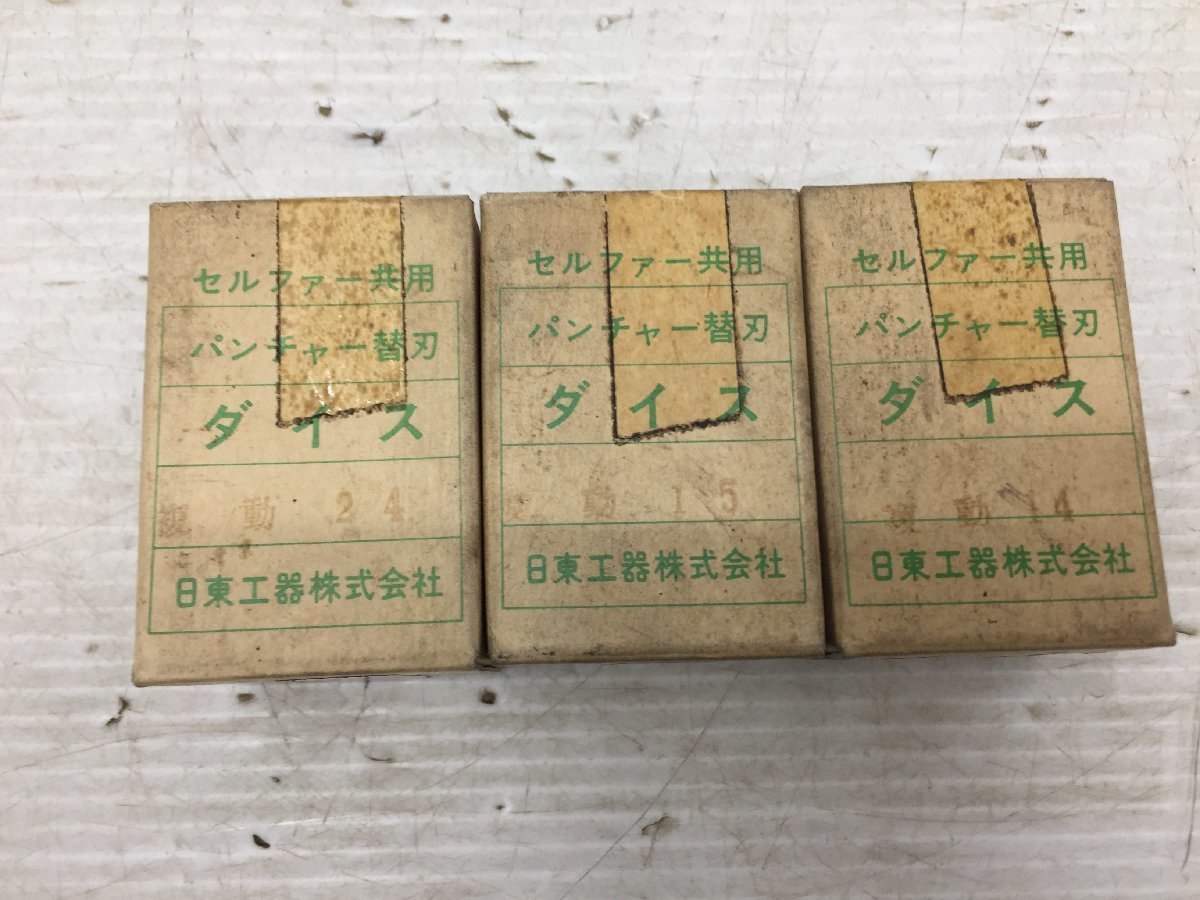 セルファー共用
パンチャー替刃
ダイス
複動 24
日東工器株式会社
セルファー共用
パンチャー替刃
ダイス
動 15
日東工器株式会社
セルファー共用
パンチャー替刃
ダイス
動 14
日東工器株式会社